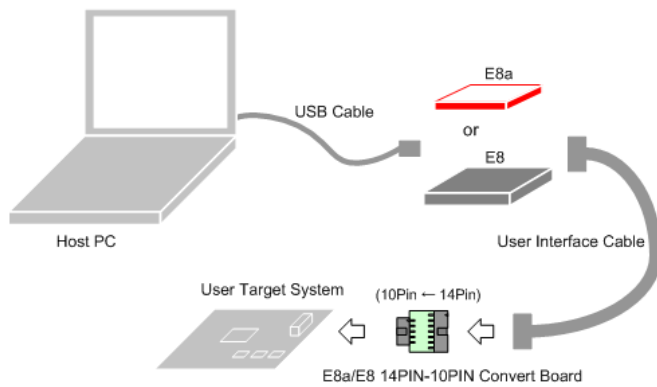 E8a
USB Cable
or
E8
Host PC
User Interface Cable
User Target System
(10Pin ← 14Pin)
E8a/E8 14PIN-10PIN Convert Board